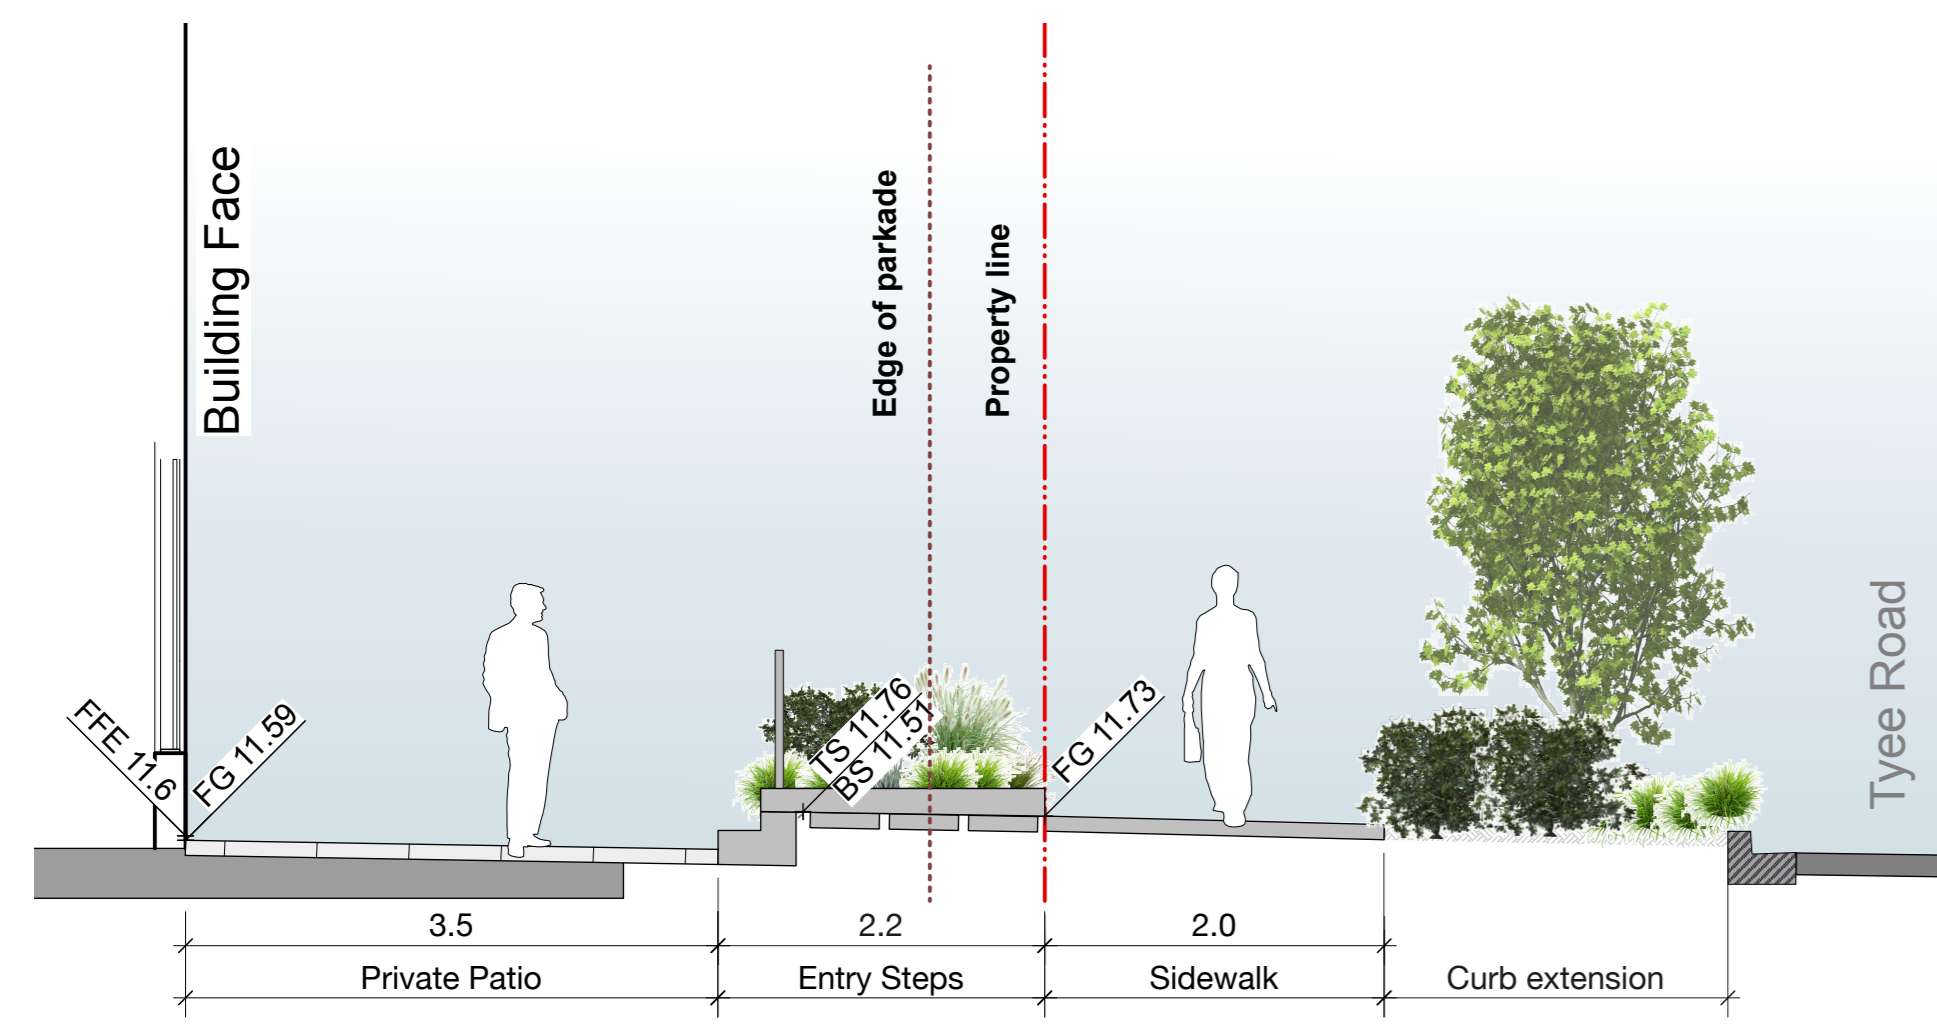 Building Face
Edge of parkade
Property line
Tyee Road
FFE 11.6
FG 11.59
TS 11.76
BS 11.51
FG 11.73
3.5
2.2
2.0
Private Patio
Entry Steps
Sidewalk
Curb extension